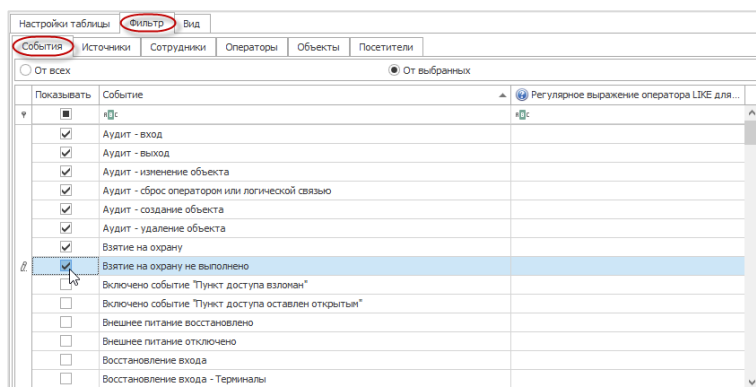 Настройки таблицы Фильтр Вид
События Источники Сотрудники Операторы Объекты Посетители
От всех От выбранных
Показывать Событие Регулярное выражение оператора LIKE для...
ABC ABC
Аудит - вход
Аудит - выход
Аудит - изменение объекта
Аудит - сброс оператором или логической связью
Аудит - создание объекта
Аудит - удаление объекта
Взятие на охрану
Взятие на охрану не выполнено
Включено событие "Пункт доступа взломан"
Включено событие "Пункт доступа оставлен открытым"
Внешнее питание восстановлено
Внешнее питание отключено
Восстановление входа
Восстановление входа - Терминалы